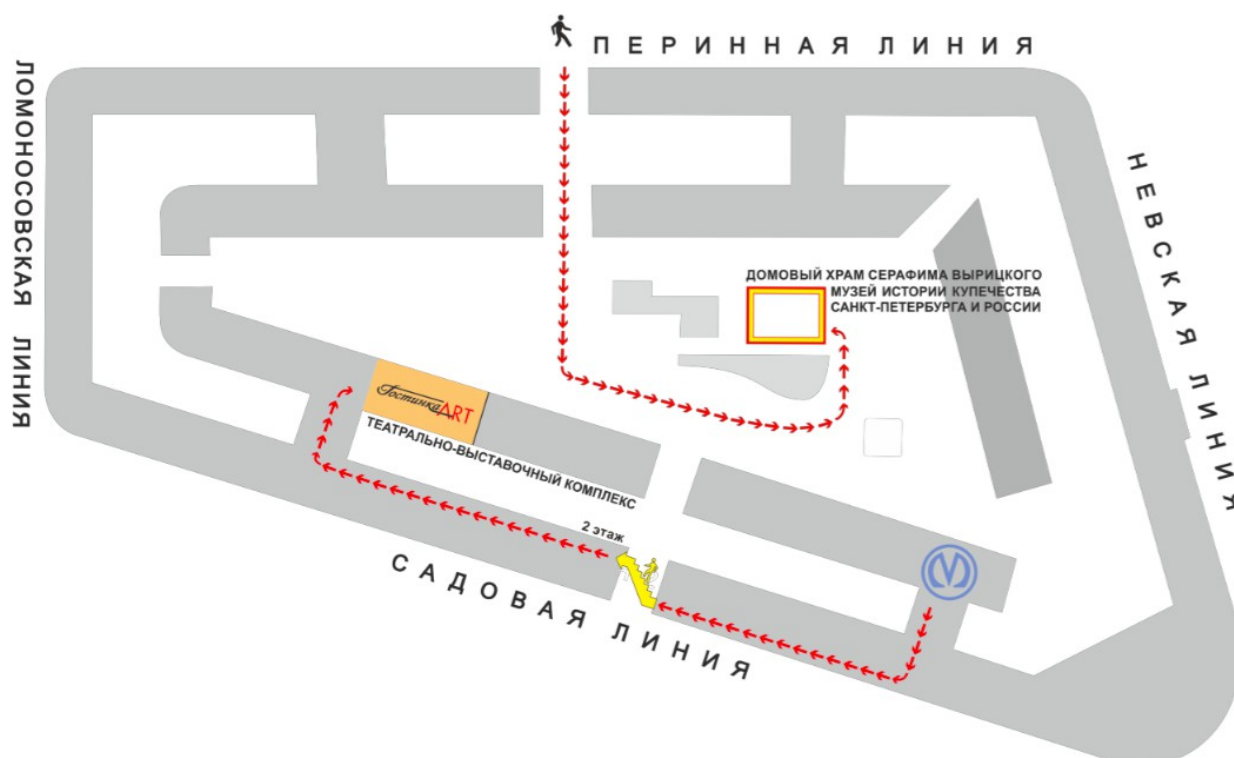 ПЕРИННАЯ ЛИНИЯ
ЛОМОНОСОВСКАЯ ЛИНИЯ
НЕВСКАЯ ЛИНИЯ
ДОМОВЫЙ ХРАМ СЕРАФИМА ВЫРИЦКОГО
МУЗЕЙ ИСТОРИИ КУПЕЧЕСТВА
САНКТ-ПЕТЕРБУРГА И РОССИИ
ГостинкаART
ТЕАТРАЛЬНО-ВЫСТАВОЧНЫЙ КОМПЛЕКС
2 этаж
САДОВАЯ ЛИНИЯ